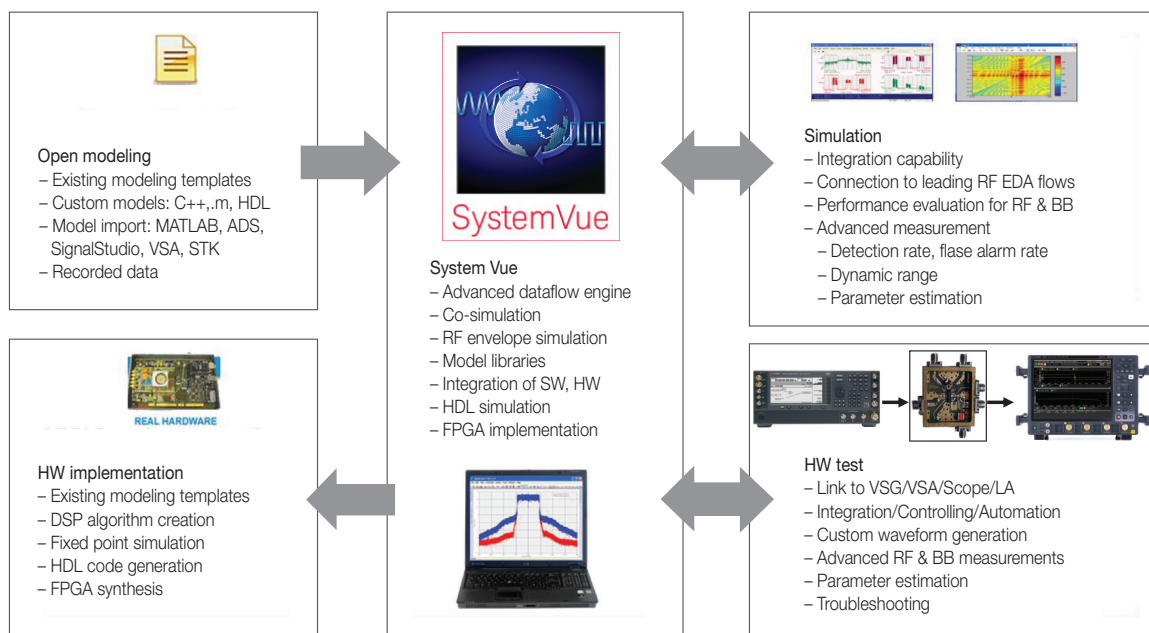 Open modeling
– Existing modeling templates
– Custom models: C++,.m, HDL
– Model import: MATLAB, ADS,
SignalStudio, VSA, STK
– Recorded data
REAL HARDWARE
HW implementation
– Existing modeling templates
– DSP algorithm creation
– Fixed point simulation
– HDL code generation
– FPGA synthesis
SystemVue
System Vue
– Advanced dataflow engine
– Co-simulation
– RF envelope simulation
– Model libraries
– Integration of SW, HW
– HDL simulation
– FPGA implementation
Simulation
– Integration capability
– Connection to leading RF EDA flows
– Performance evaluation for RF & BB
– Advanced measurement
– Detection rate, flase alarm rate
– Dynamic range
– Parameter estimation
HW test
– Link to VSG/VSA/Scope/LA
– Integration/Controlling/Automation
– Custom waveform generation
– Advanced RF & BB measurements
– Parameter estimation
– Troubleshooting